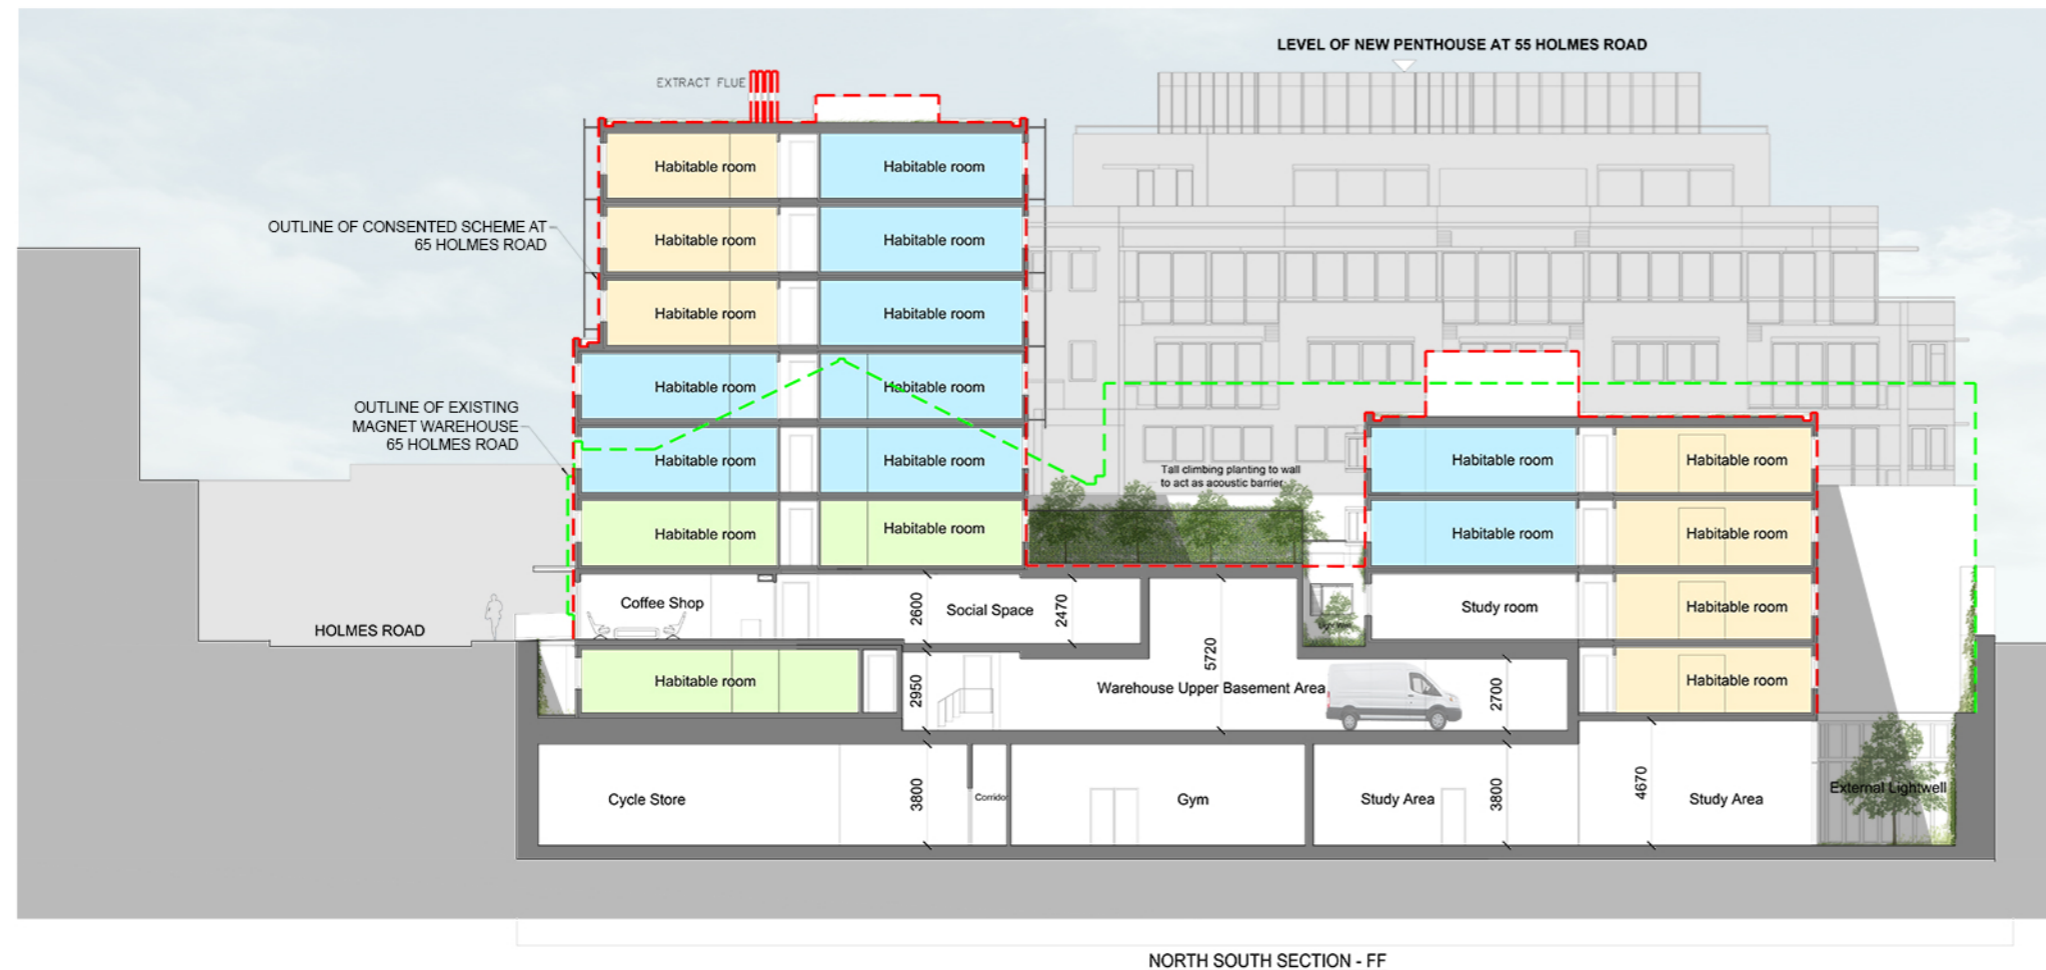 LEVEL OF NEW PENTHOUSE AT 55 HOLMES ROAD
EXTRACT FLUE
Habitable room Habitable room
OUTLINE OF CONSENTED SCHEME AT
65 HOLMES ROAD
Habitable room Habitable room
Habitable room Habitable room
Habitable room Habitable room
OUTLINE OF EXISTING
MAGNET WAREHOUSE
65 HOLMES ROAD
Habitable room Habitable room Habitable room Habitable room
Tall climbing planting to wall
to act as acoustic barrier
Habitable room Habitable room Habitable room Habitable room
HOLMES ROAD
Coffee Shop 2600 Social Space 2470 Study room Habitable room
5720
Habitable room 2950 Warehouse Upper Basement Area 2700 Habitable room
Cycle Store 3800 Corridor Gym Study Area 3800 4670 Study Area External Lightwell
NORTH SOUTH SECTION - FF